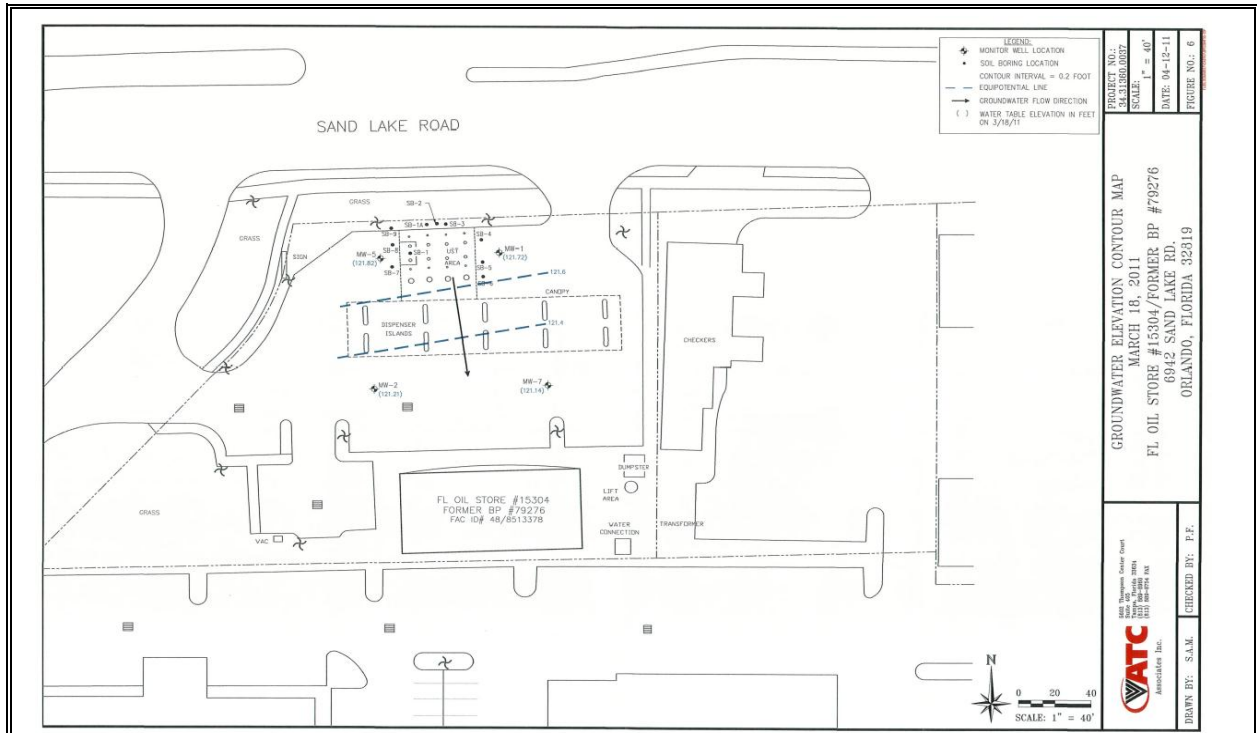 LEGEND:
MONITOR WELL LOCATION
SOIL BORING LOCATION
CONTOUR INTERVAL = 0.2 FOOT
EQUIPOTENTIAL LINE
GROUNDWATER FLOW DIRECTION
( ) WATER TABLE ELEVATION IN FEET
ON 3/18/11
SAND LAKE ROAD
GRASS
GRASS
SIGN
SB-2
SB-1A
SB-3
SB-9
SB-4
SB-8
SB-1
UST
AREA
MW-5
(121.82)
MW-1
(121.72)
SB-7
SB-5
121.6
CANOPY
DISPENSER
ISLANDS
121.4
CHECKERS
MW-2
(121.21)
MW-7
(121.14)
DUMPSTER
LIFT
AREA
FL OIL STORE #15304
FORMER BP #79276
FAC ID# 48/8513378
GRASS
VAC
WATER
CONNECTION
TRANSFORMER
N
0 20 40
SCALE: 1" = 40'
PROJECT NO.:
34.31360.0037
SCALE:
1" = 40'
DATE: 04-12-11
FIGURE NO.: 6
GROUNDWATER ELEVATION CONTOUR MAP
MARCH 18, 2011
FL OIL STORE #15304/FORMER BP #79276
6942 SAND LAKE RD.
ORLANDO, FLORIDA 32819
ATC
Associates Inc.
DRAWN BY: S.A.M.
CHECKED BY: P.F.